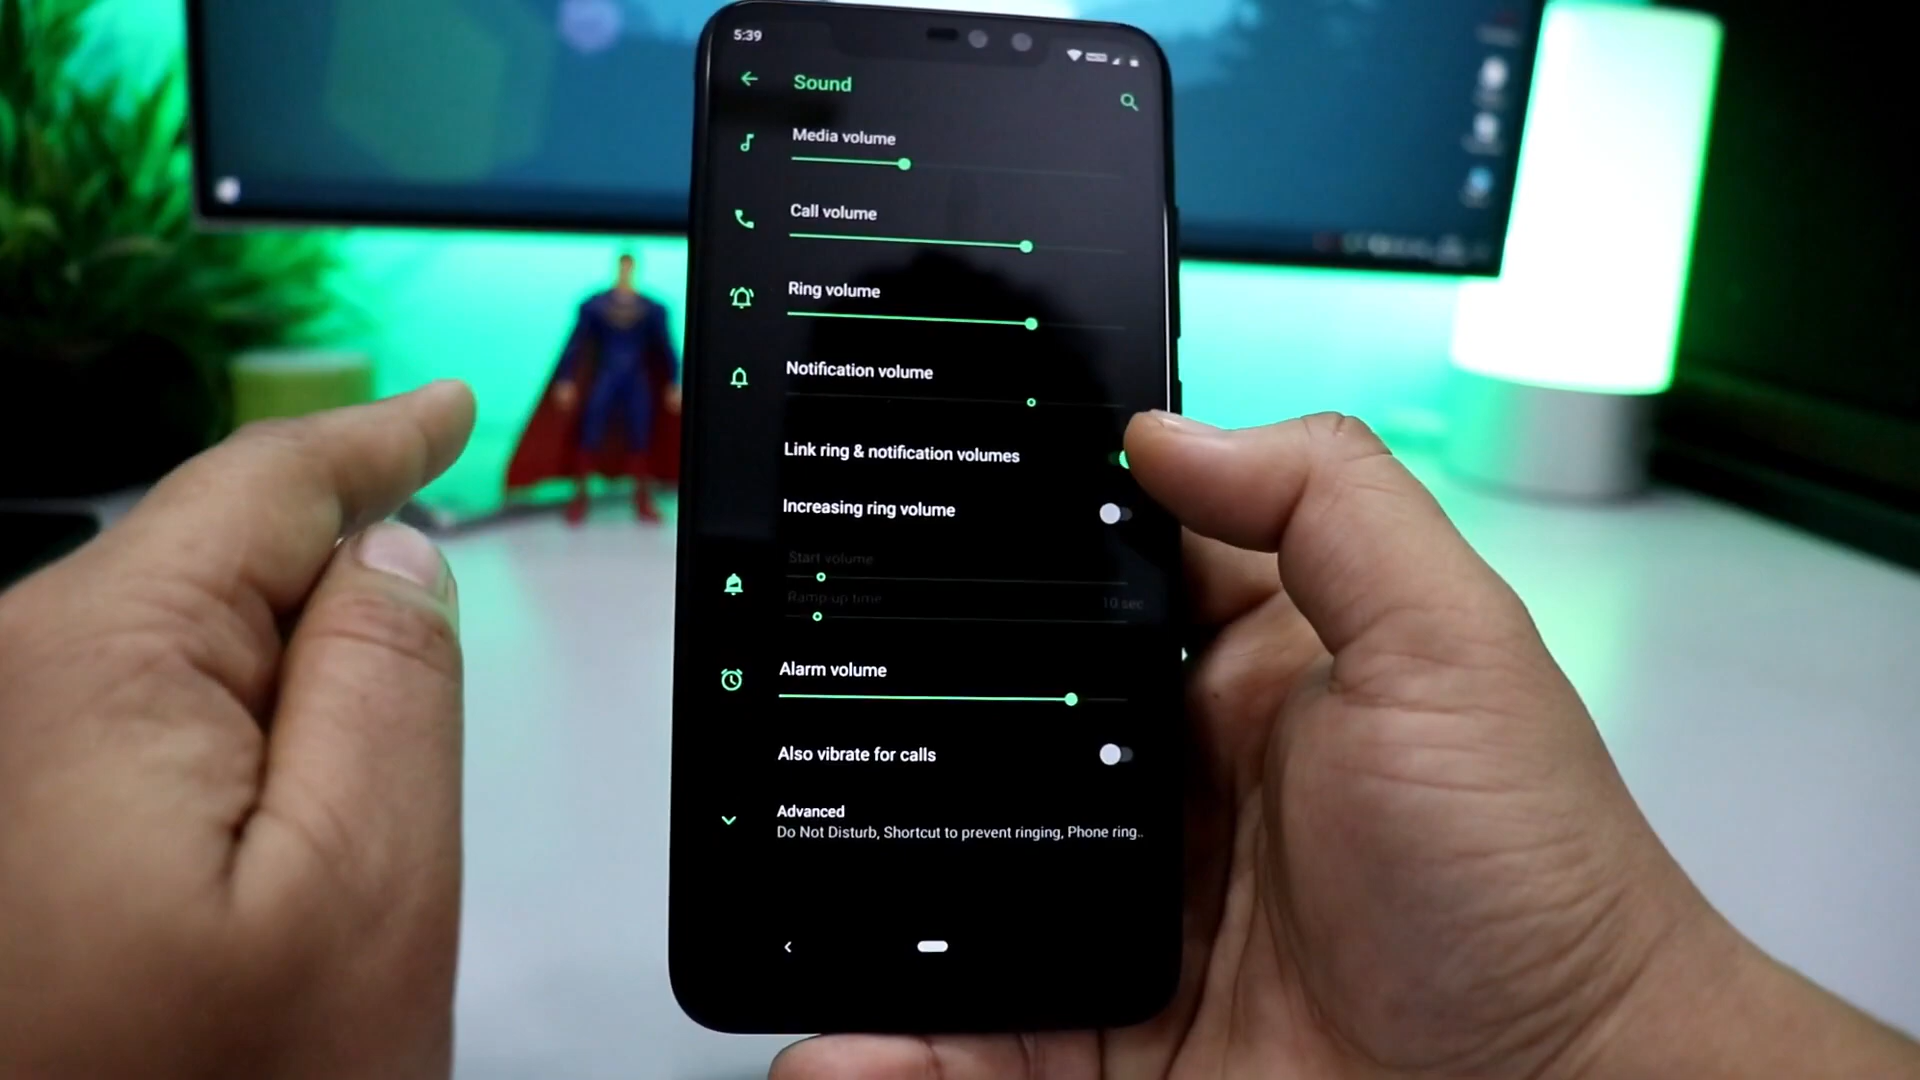 5:39
Sound
Media volume
Call volume
Ring volume
Notification volume
Link ring & notification volumes
Increasing ring volume
Start volume
Ramp-up time
10 sec
Alarm volume
Also vibrate for calls
Advanced
Do Not Disturb, Shortcut to prevent ringing, Phone ring..